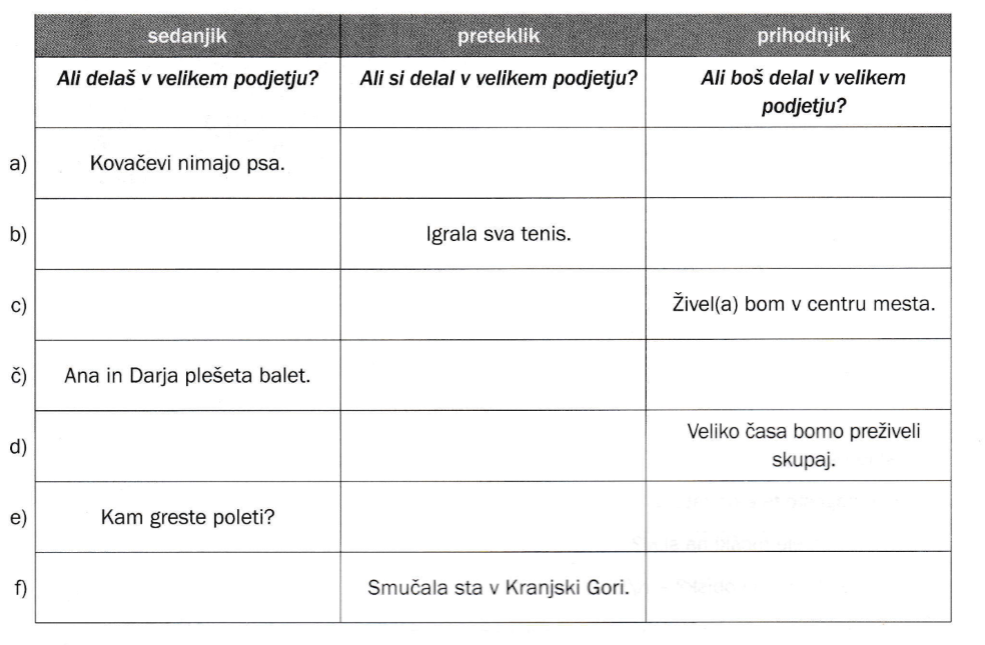 sedanjik preteklik prihodnjik
Ali delaš v velikem podjetju? Ali si delal v velikem podjetju? Ali boš delal v velikem
podjetju?
a) Kovačevi nimajo psa.
b) Igrala sva tenis.
c) Živel(a) bom v centru mesta.
č) Ana in Darja plešeta balet.
d) Veliko časa bomo preživeli
skupaj.
e) Kam greste poleti?
f) Smučala sta v Kranjski Gori.